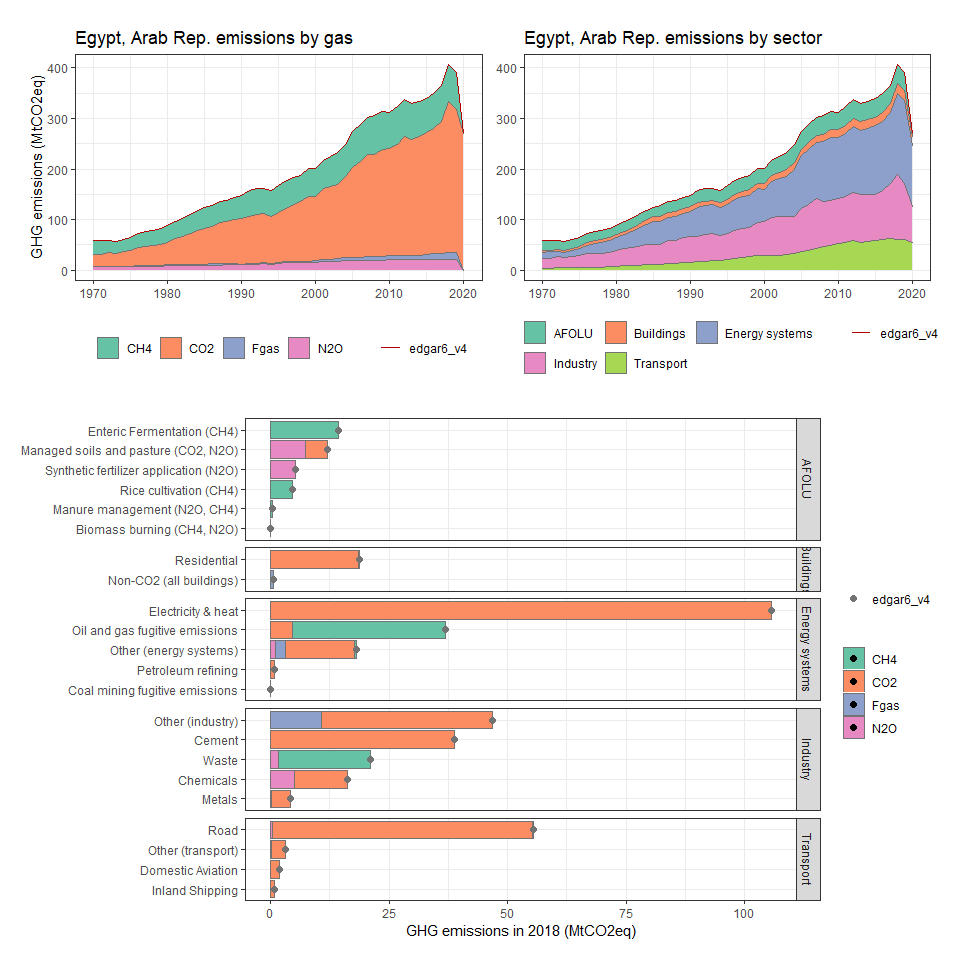 Egypt, Arab Rep. emissions by gas
GHG emissions (MtCO2eq)
400
300
200
100
0
1970 1980 1990 2000 2010 2020
CH4 CO2 Fgas N2O edgar6_v4
Egypt, Arab Rep. emissions by sector
400
300
200
100
0
1970 1980 1990 2000 2010 2020
AFOLU Buildings Energy systems edgar6_v4
Industry Transport
Enteric Fermentation (CH4)
Managed soils and pasture (CO2, N2O)
Synthetic fertilizer application (N2O)
Rice cultivation (CH4)
Manure management (N2O, CH4)
Biomass burning (CH4, N2O)
AFOLU
Residential
Non-CO2 (all buildings)
Buildings
Electricity & heat
Oil and gas fugitive emissions
Other (energy systems)
Petroleum refining
Coal mining fugitive emissions
Energy systems
Other (industry)
Cement
Waste
Chemicals
Metals
Industry
Road
Other (transport)
Domestic Aviation
Inland Shipping
Transport
0 25 50 75 100
GHG emissions in 2018 (MtCO2eq)
edgar6_v4
CH4
CO2
Fgas
N2O